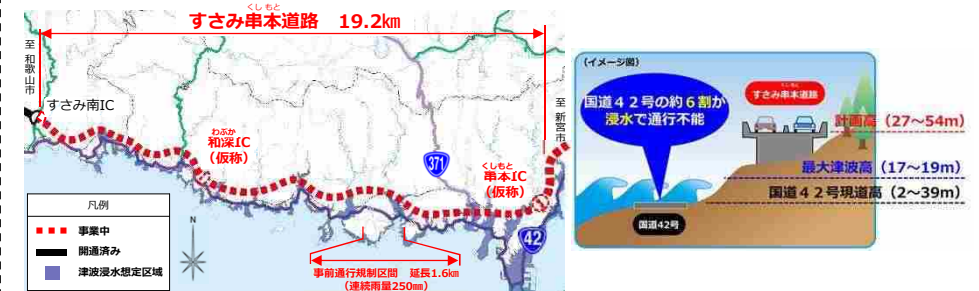 くしもと
すさみ串本道路　19.2㎞
至 和歌山市
すさみ南IC
わぶか
和深IC
（仮称）
371
くしもと
串本IC
（仮称）
至 新宮市
42
凡例
事業中
開通済み
津波浸水想定区域
N
事前通行規制区間　延長1.6㎞
（連続雨量250㎜）
（イメージ図）
国道４２号の約６割が
浸水で通行不能
くしもと
すさみ串本道路
計画高（27～54m）
最大津波高（17～19m）
国道４２号現道高（2～39m）
国道42号